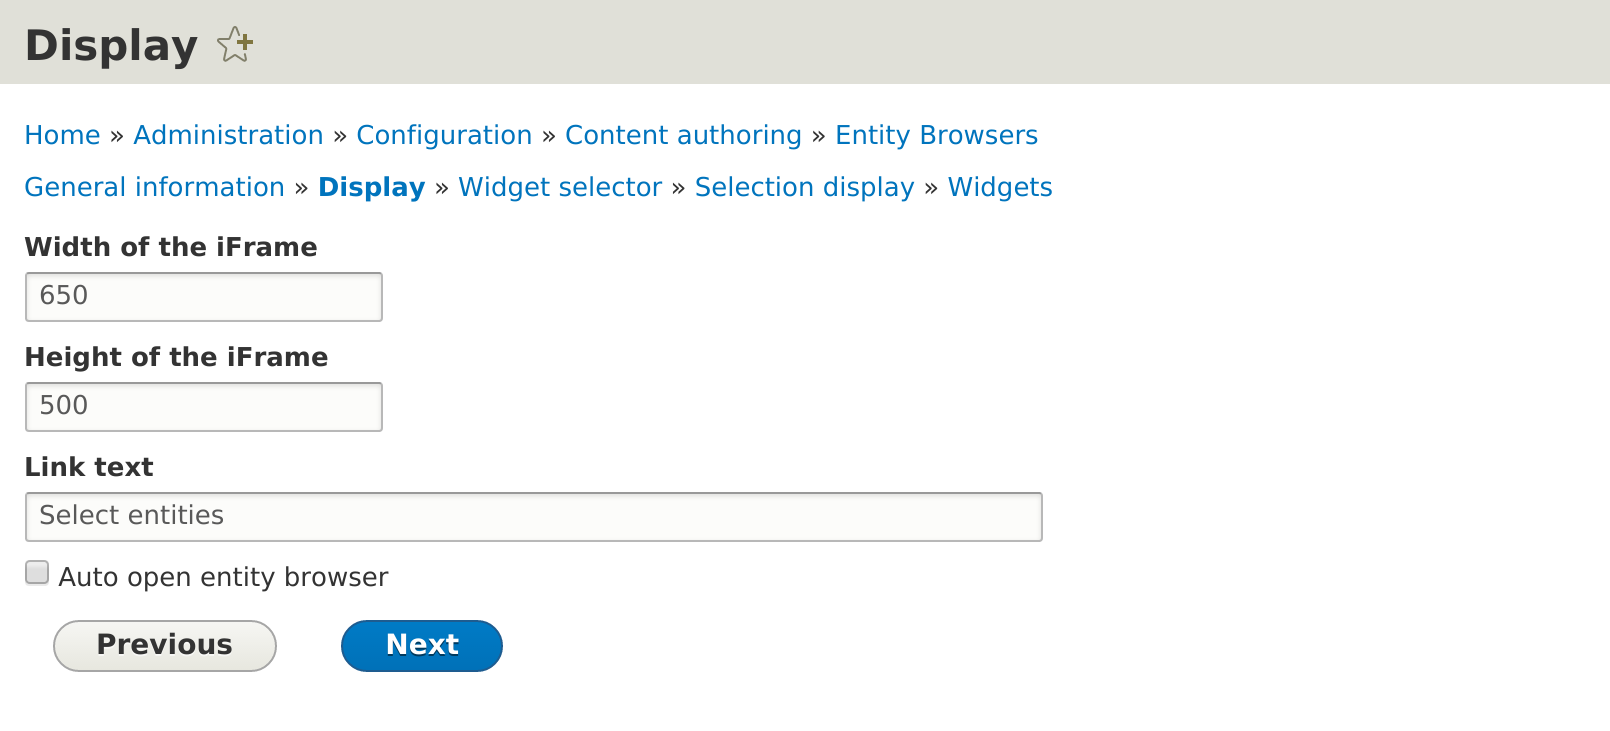 Display
Home » Administration » Configuration » Content authoring » Entity Browsers
General information » Display » Widget selector » Selection display » Widgets
Width of the iFrame
650
Height of the iFrame
500
Link text
Select entities
Auto open entity browser
Previous Next